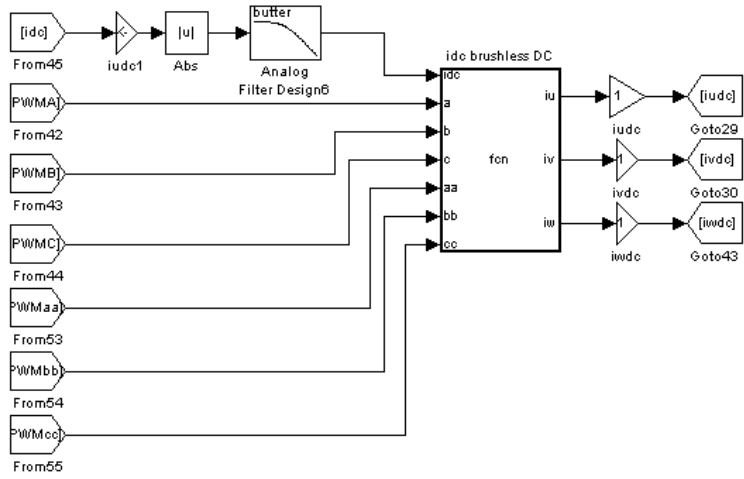 butter
[idc]
|u|
From45
iudc1
Abs
Analog
Filter Design6
idc brushless DC
idc
PWMA]
From42
a
PWMB]
From43
b
PWMC]
From44
c
PWMaa]
From53
aa
PWMbb]
From54
bb
PWMcc]
From55
cc
fcn
iu
1
[iudc]
iudc
Goto29
iv
1
[ivdc]
ivdc
Goto30
iw
1
[iwdc]
iwdc
Goto43